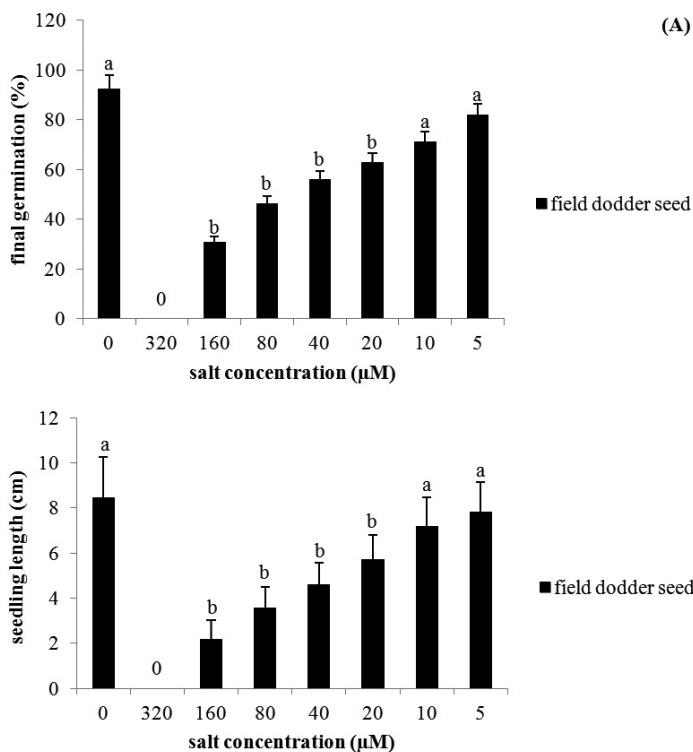 (A)
120
100
80
60
40
20
0
final germination (%)
a
0
b
b
b
b
a
a
0 320 160 80 40 20 10 5
salt concentration (µM)
field dodder seed
12
10
8
6
4
2
0
seedling length (cm)
a
0
b
b
b
b
a
a
0 320 160 80 40 20 10 5
salt concentration (µM)
field dodder seed